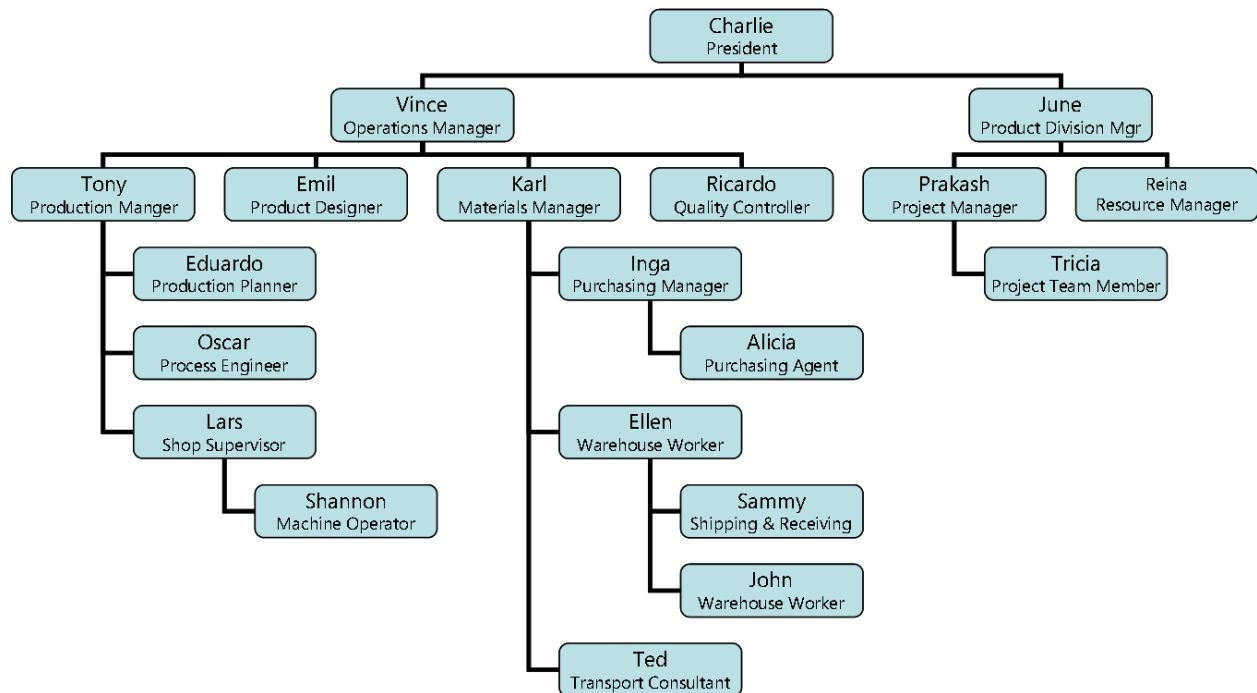 Charlie
President
Vince
Operations Manager
June
Product Division Mgr
Tony
Production Manger
Emil
Product Designer
Karl
Materials Manager
Ricardo
Quality Controller
Prakash
Project Manager
Reina
Resource Manager
Eduardo
Production Planner
Inga
Purchasing Manager
Tricia
Project Team Member
Oscar
Process Engineer
Alicia
Purchasing Agent
Lars
Shop Supervisor
Ellen
Warehouse Worker
Shannon
Machine Operator
Sammy
Shipping & Receiving
John
Warehouse Worker
Ted
Transport Consultant